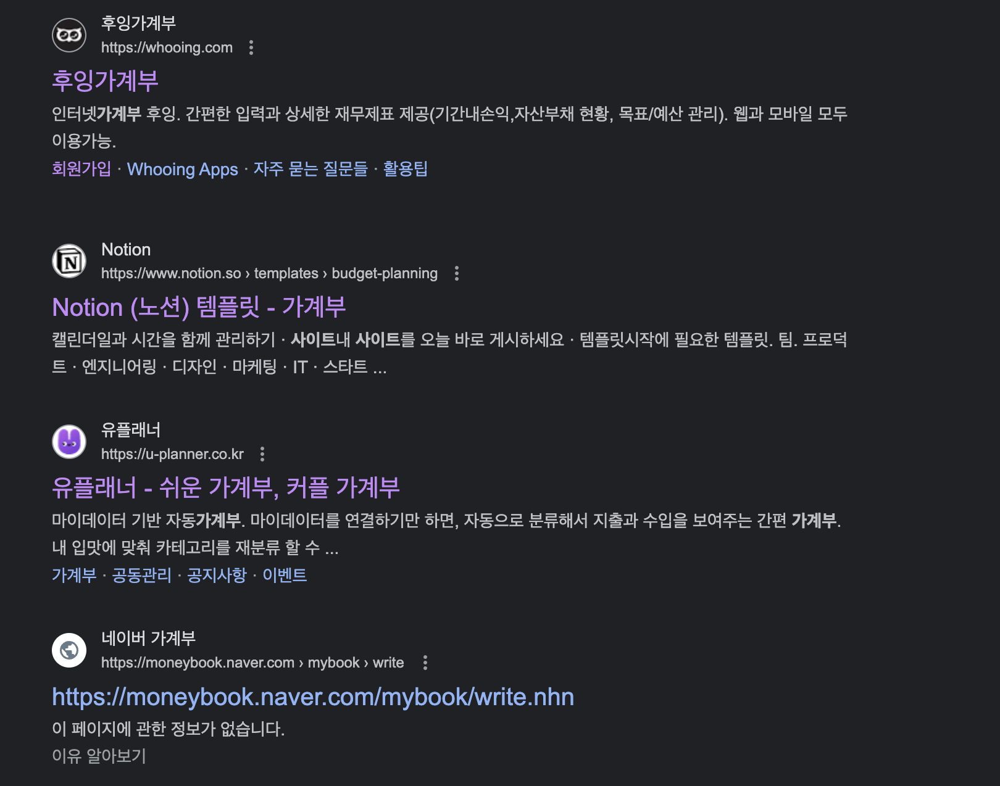 후잉가계부
https://whooing.com
후잉가계부
인터넷가계부 후잉. 간편한 입력과 상세한 재무제표 제공(기간내손익,자산부채 현황, 목표/예산 관리). 웹과 모바일 모두
이용가능.
회원가입 · Whooing Apps · 자주 묻는 질문들 · 활용팁
N
Notion
https://www.notion.so › templates › budget-planning
Notion (노션) 템플릿 - 가계부
캘린더일과 시간을 함께 관리하기 · 사이트내 사이트를 오늘 바로 게시하세요 · 템플릿시작에 필요한 템플릿. 팀. 프로덕
트 · 엔지니어링 · 디자인 · 마케팅 · IT · 스타트 ...
유플래너
https://u-planner.co.kr
유플래너 - 쉬운 가계부, 커플 가계부
마이데이터 기반 자동가계부. 마이데이터를 연결하기만 하면, 자동으로 분류해서 지출과 수입을 보여주는 간편 가계부.
내 입맛에 맞춰 카테고리를 재분류 할 수 ...
가계부 · 공동관리 · 공지사항 · 이벤트
네이버 가계부
https://moneybook.naver.com › mybook › write
https://moneybook.naver.com/mybook/write.nhn
이 페이지에 관한 정보가 없습니다.
이유 알아보기